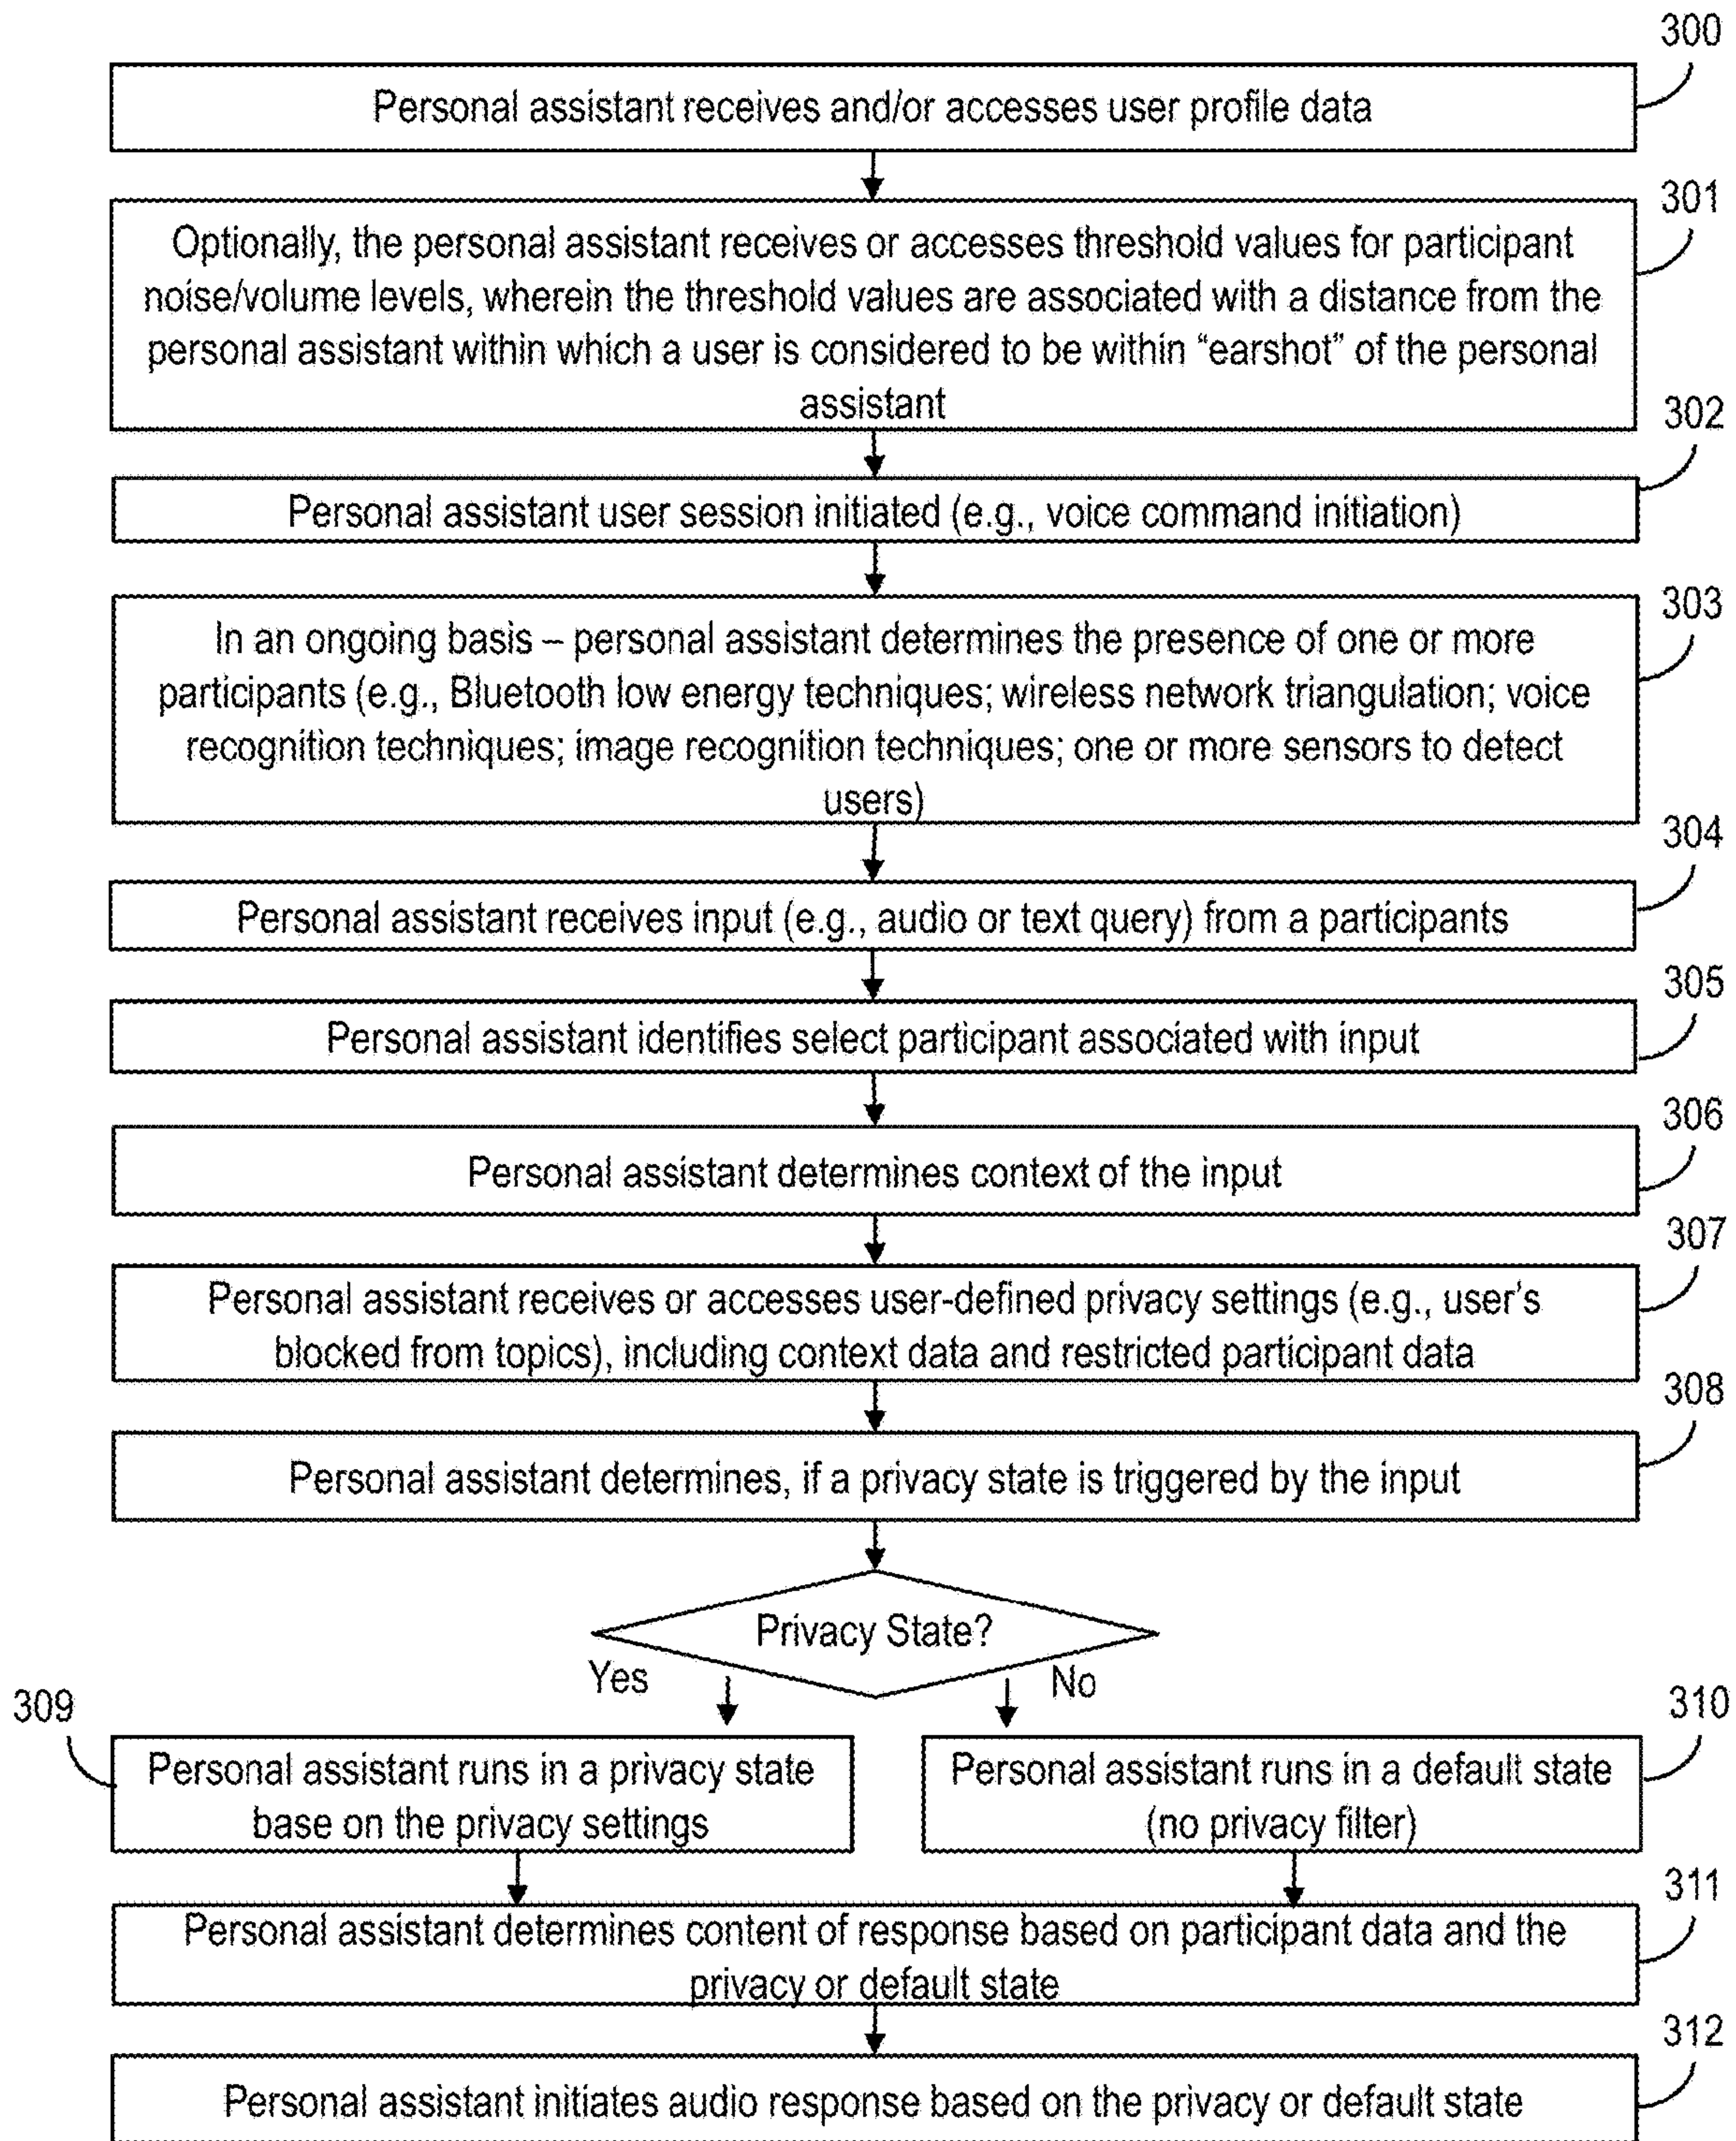 300
Personal assistant receives and/or accesses user profile data
301
Optionally, the personal assistant receives or accesses threshold values for participant
noise/volume levels, wherein the threshold values are associated with a distance from the
personal assistant within which a user is considered to be within “earshot” of the personal
assistant
302
Personal assistant user session initiated (e.g., voice command initiation)
303
In an ongoing basis – personal assistant determines the presence of one or more
participants (e.g., Bluetooth low energy techniques; wireless network triangulation; voice
recognition techniques; image recognition techniques; one or more sensors to detect
users)
304
Personal assistant receives input (e.g., audio or text query) from a participants
305
Personal assistant identifies select participant associated with input
306
Personal assistant determines context of the input
307
Personal assistant receives or accesses user-defined privacy settings (e.g., user’s
blocked from topics), including context data and restricted participant data
308
Personal assistant determines, if a privacy state is triggered by the input
Privacy State?
Yes
No
309
Personal assistant runs in a privacy state
base on the privacy settings
310
Personal assistant runs in a default state
(no privacy filter)
311
Personal assistant determines content of response based on participant data and the
privacy or default state
312
Personal assistant initiates audio response based on the privacy or default state